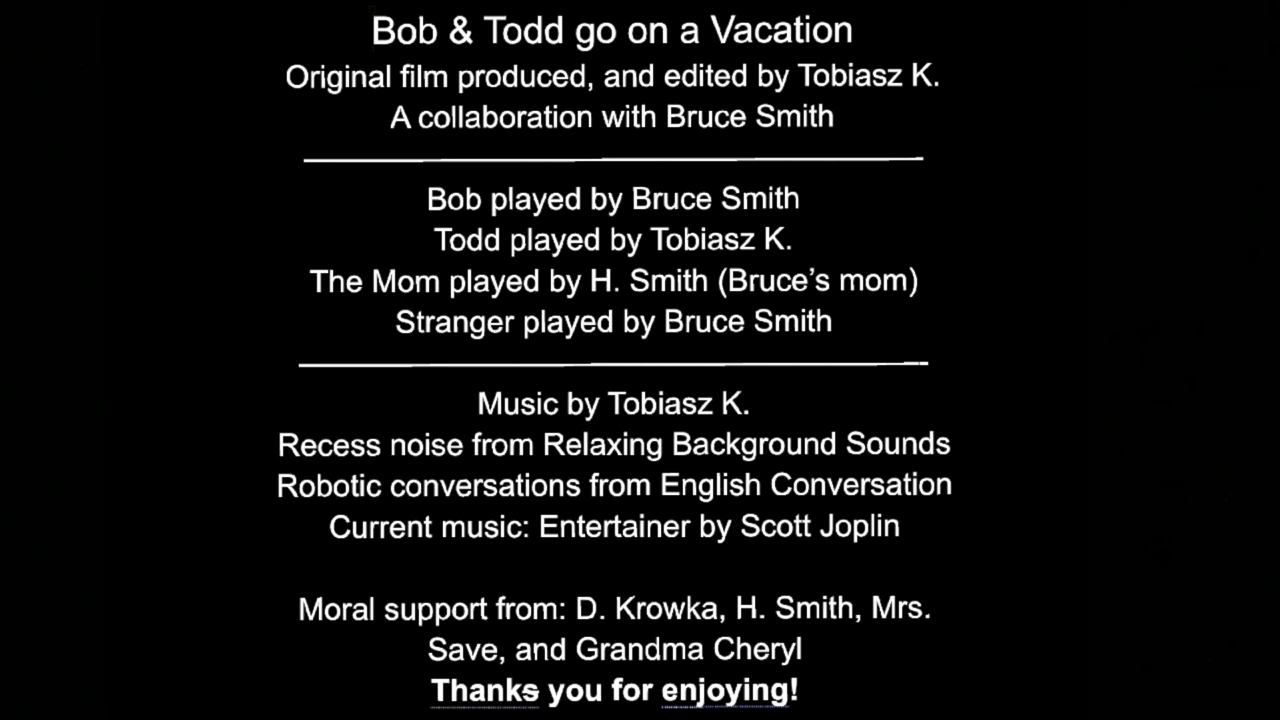 Bob & Todd go on a Vacation
Original film produced, and edited by Tobiasz K.
A collaboration with Bruce Smith
Bob played by Bruce Smith
Todd played by Tobiasz K.
The Mom played by H. Smith (Bruce’s mom)
Stranger played by Bruce Smith
Music by Tobiasz K.
Recess noise from Relaxing Background Sounds
Robotic conversations from English Conversation
Current music: Entertainer by Scott Joplin
Moral support from: D. Krowka, H. Smith, Mrs.
Save, and Grandma Cheryl
Thanks you for enjoying!